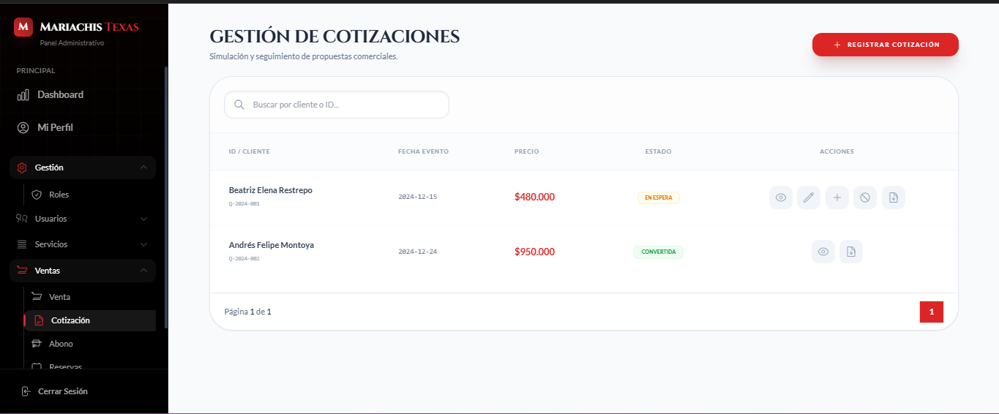 M MARIACHIS TEXAS
Panel Administrativo
PRINCIPAL
Dashboard
Mi Perfil
Gestión
Roles
Usuarios
Servicios
Ventas
Venta
Cotización
Abono
Reservas
Cerrar Sesión
GESTIÓN DE COTIZACIONES
Simulación y seguimiento de propuestas comerciales.
+ REGISTRAR COTIZACIÓN
Buscar por cliente o ID...
ID / CLIENTE FECHA EVENTO PRECIO ESTADO ACCIONES
Beatriz Elena Restrepo 2024-12-15 $480.000 EN ESPERA
Q-2024-001
Andrés Felipe Montoya 2024-12-24 $950.000 CONVERTIDA
Q-2024-002
Página 1 de 1 1